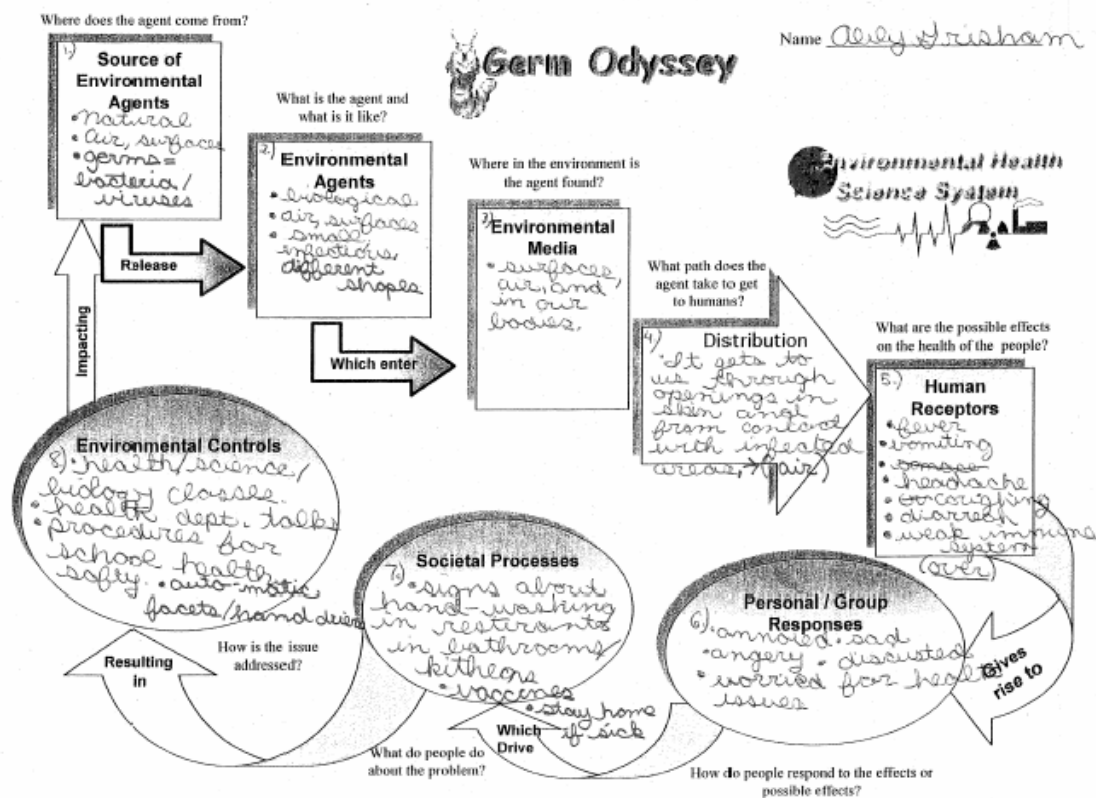 Where does the agent come from?
Name Alily Grisham
Germ Odyssey
1.) Source of
Environmental
Agents
• Natural
• Air, surfaces
• germs=
bacteria/
viruses
Release
What is the agent and
what is it like?
2.) Environmental
Agents
• biological
• air, surfaces
• small,
infectious,
different
shapes
Which enter
Where in the environment is
the agent found?
3.) Environmental
Media
• surfaces,
air, and
in our
bodies.
Environmental Health
Science System
What path does the
agent take to get
to humans?
4.) Distribution
• It gets to
us through
openings in
skin and
from contact
with infected
areas, → (air)
What are the possible effects
on the health of the people?
5.) Human
Receptors
• fever
• vomiting
• headache
• coughing
• diarreah
• weak immune
system
(over)
Gives
rise to
Personal / Group
Responses
6.) • annoied • sad
• angery • discusted
• worried for health
issues
How do people respond to the effects or
possible effects?
Which
Drive
Societal Processes
7.) • signs about
hand-washing
in restiraints
in bathrooms/
kitheons
• vaccines
• stay home
if sick
What do people do
about the problem?
Resulting
in
Environmental Controls
8.) • health/science/
biology classes.
• health dept. talks
• procedures for
school health
safty. • auto-matic
facets/hand driers
How is the issue
addressed?
Impacting